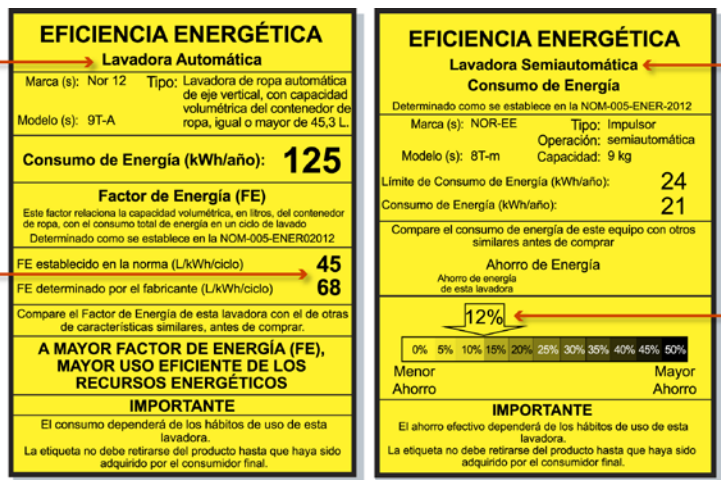 EFICIENCIA ENERGÉTICA
Lavadora Automática
Marca (s): Nor 12 Tipo: Lavadora de ropa automática
de eje vertical, con capacidad
volumétrica del contenedor de
Modelo (s): 9T-A ropa, igual o mayor de 45,3 L.
Consumo de Energía (kWh/año): 125
Factor de Energía (FE)
Este factor relaciona la capacidad volumétrica, en litros, del contenedor
de ropa, con el consumo total de energía en un ciclo de lavado
Determinado como se establece en la NOM-005-ENER02012
FE establecido en la norma (L/kWh/ciclo) 45
FE determinado por el fabricante (L/kWh/ciclo) 68
Compare el Factor de Energía de esta lavadora con el de otras
de características similares, antes de comprar.
A MAYOR FACTOR DE ENERGÍA (FE),
MAYOR USO EFICIENTE DE LOS
RECURSOS ENERGÉTICOS
IMPORTANTE
El consumo dependerá de los hábitos de uso de esta
lavadora.
La etiqueta no debe retirarse del producto hasta que haya sido
adquirido por el consumidor final.
EFICIENCIA ENERGÉTICA
Lavadora Semiautomática
Consumo de Energía
Determinado como se establece en la NOM-005-ENER-2012
Marca (s): NOR-EE Tipo: Impulsor
Operación: semiautomática
Modelo (s): 8T-m Capacidad: 9 kg
Límite de Consumo de Energía (kWh/año): 24
Consumo de Energía (kWh/año): 21
Compare el consumo de energía de este equipo con otros
similares antes de comprar
Ahorro de Energía
Ahorro de energía
de esta lavadora
12%
0% 5% 10% 15% 20% 25% 30% 35% 40% 45% 50%
Menor Mayor
Ahorro Ahorro
IMPORTANTE
El ahorro efectivo dependerá de los hábitos de uso de esta
lavadora.
La etiqueta no debe retirarse del producto hasta que haya sido
adquirido por el consumidor final.